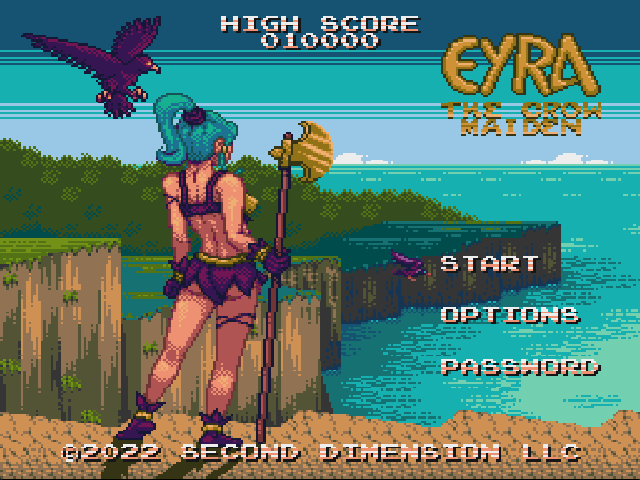 HIGH SCORE
010000
EYRA
THE CROW
MAIDEN
START
OPTIONS
PASSWORD
©2022 SECOND DIMENSION LLC